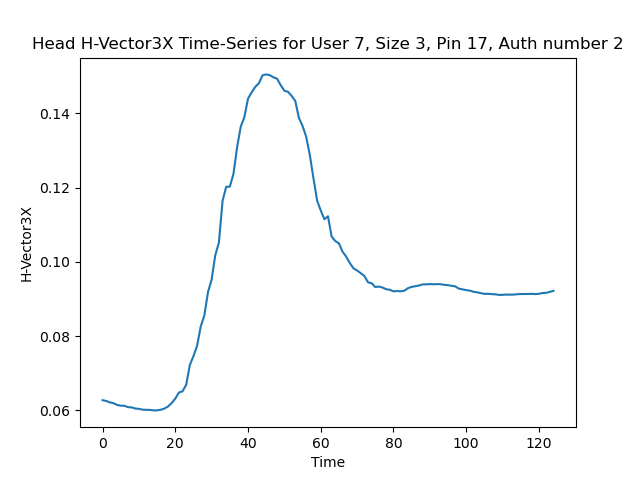 Head H-Vector3X Time-Series for User 7, Size 3, Pin 17, Auth number 2
0.14
0.12
0.10
0.08
0.06
H-Vector3X
0 20 40 60 80 100 120
Time